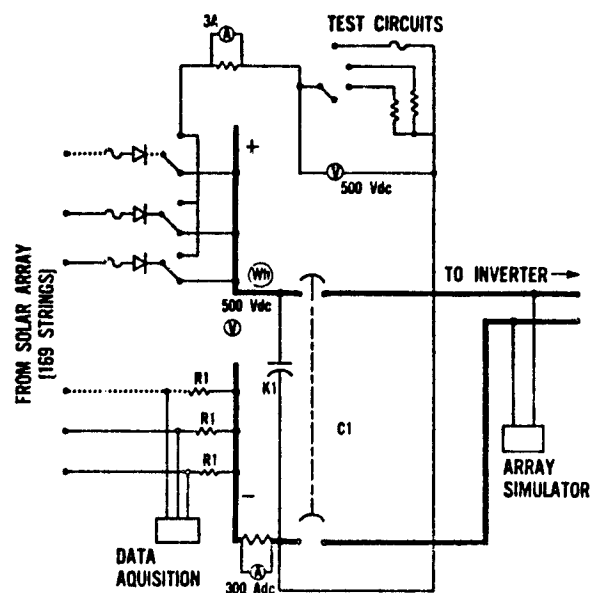 3A
A
TEST CIRCUITS
+
V
500 Vdc
Wh
TO INVERTER
500 Vdc
V
FROM SOLAR ARRAY
(169 STRINGS)
K1
R1
R1
R1
C1
ARRAY
SIMULATOR
−
DATA
AQUISITION
A
300 Adc